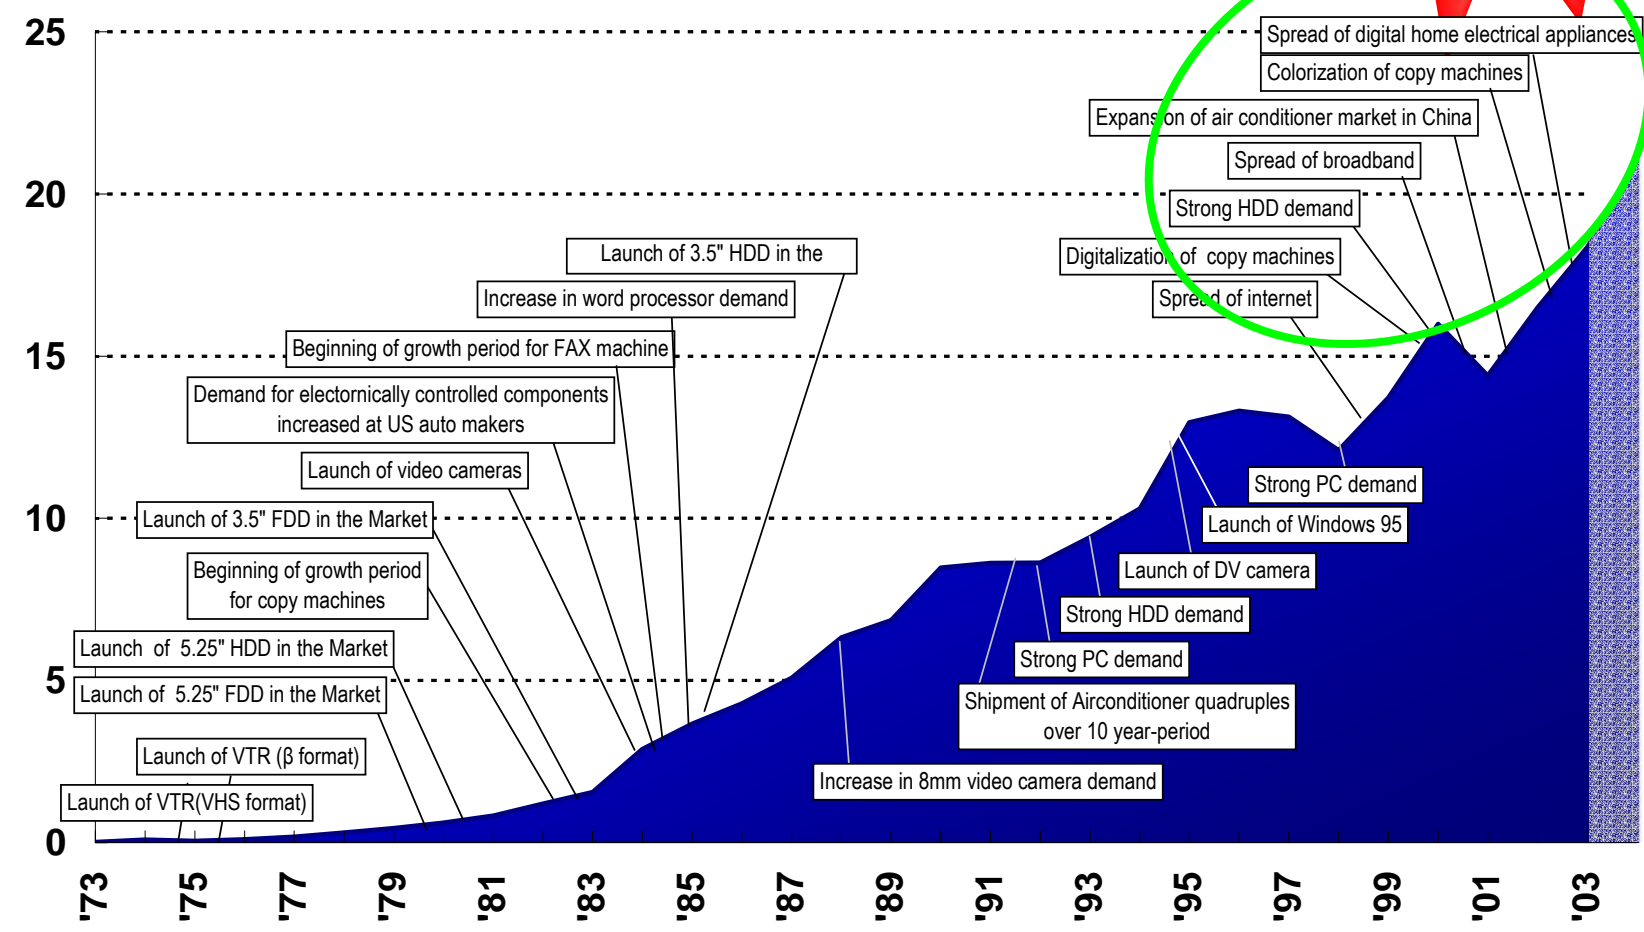 25
Spread of digital home electrical appliances
Colorization of copy machines
Expansion of air conditioner market in China
Spread of broadband
20
Strong HDD demand
Launch of 3.5" HDD in the
Digitalization of copy machines
Increase in word processor demand
Spread of internet
15
Beginning of growth period for FAX machine
Demand for electornically controlled components
increased at US auto makers
Launch of video cameras
Strong PC demand
10
Launch of 3.5" FDD in the Market
Launch of Windows 95
Beginning of growth period
for copy machines
Launch of DV camera
Strong HDD demand
Launch of 5.25" HDD in the Market
Strong PC demand
5
Launch of 5.25" FDD in the Market
Shipment of Airconditioner quadruples
over 10 year-period
Launch of VTR (β format)
Increase in 8mm video camera demand
Launch of VTR(VHS format)
0
'73 '75 '77 '79 '81 '83 '85 '87 '89 '91 '93 '95 '97 '99 '01 '03